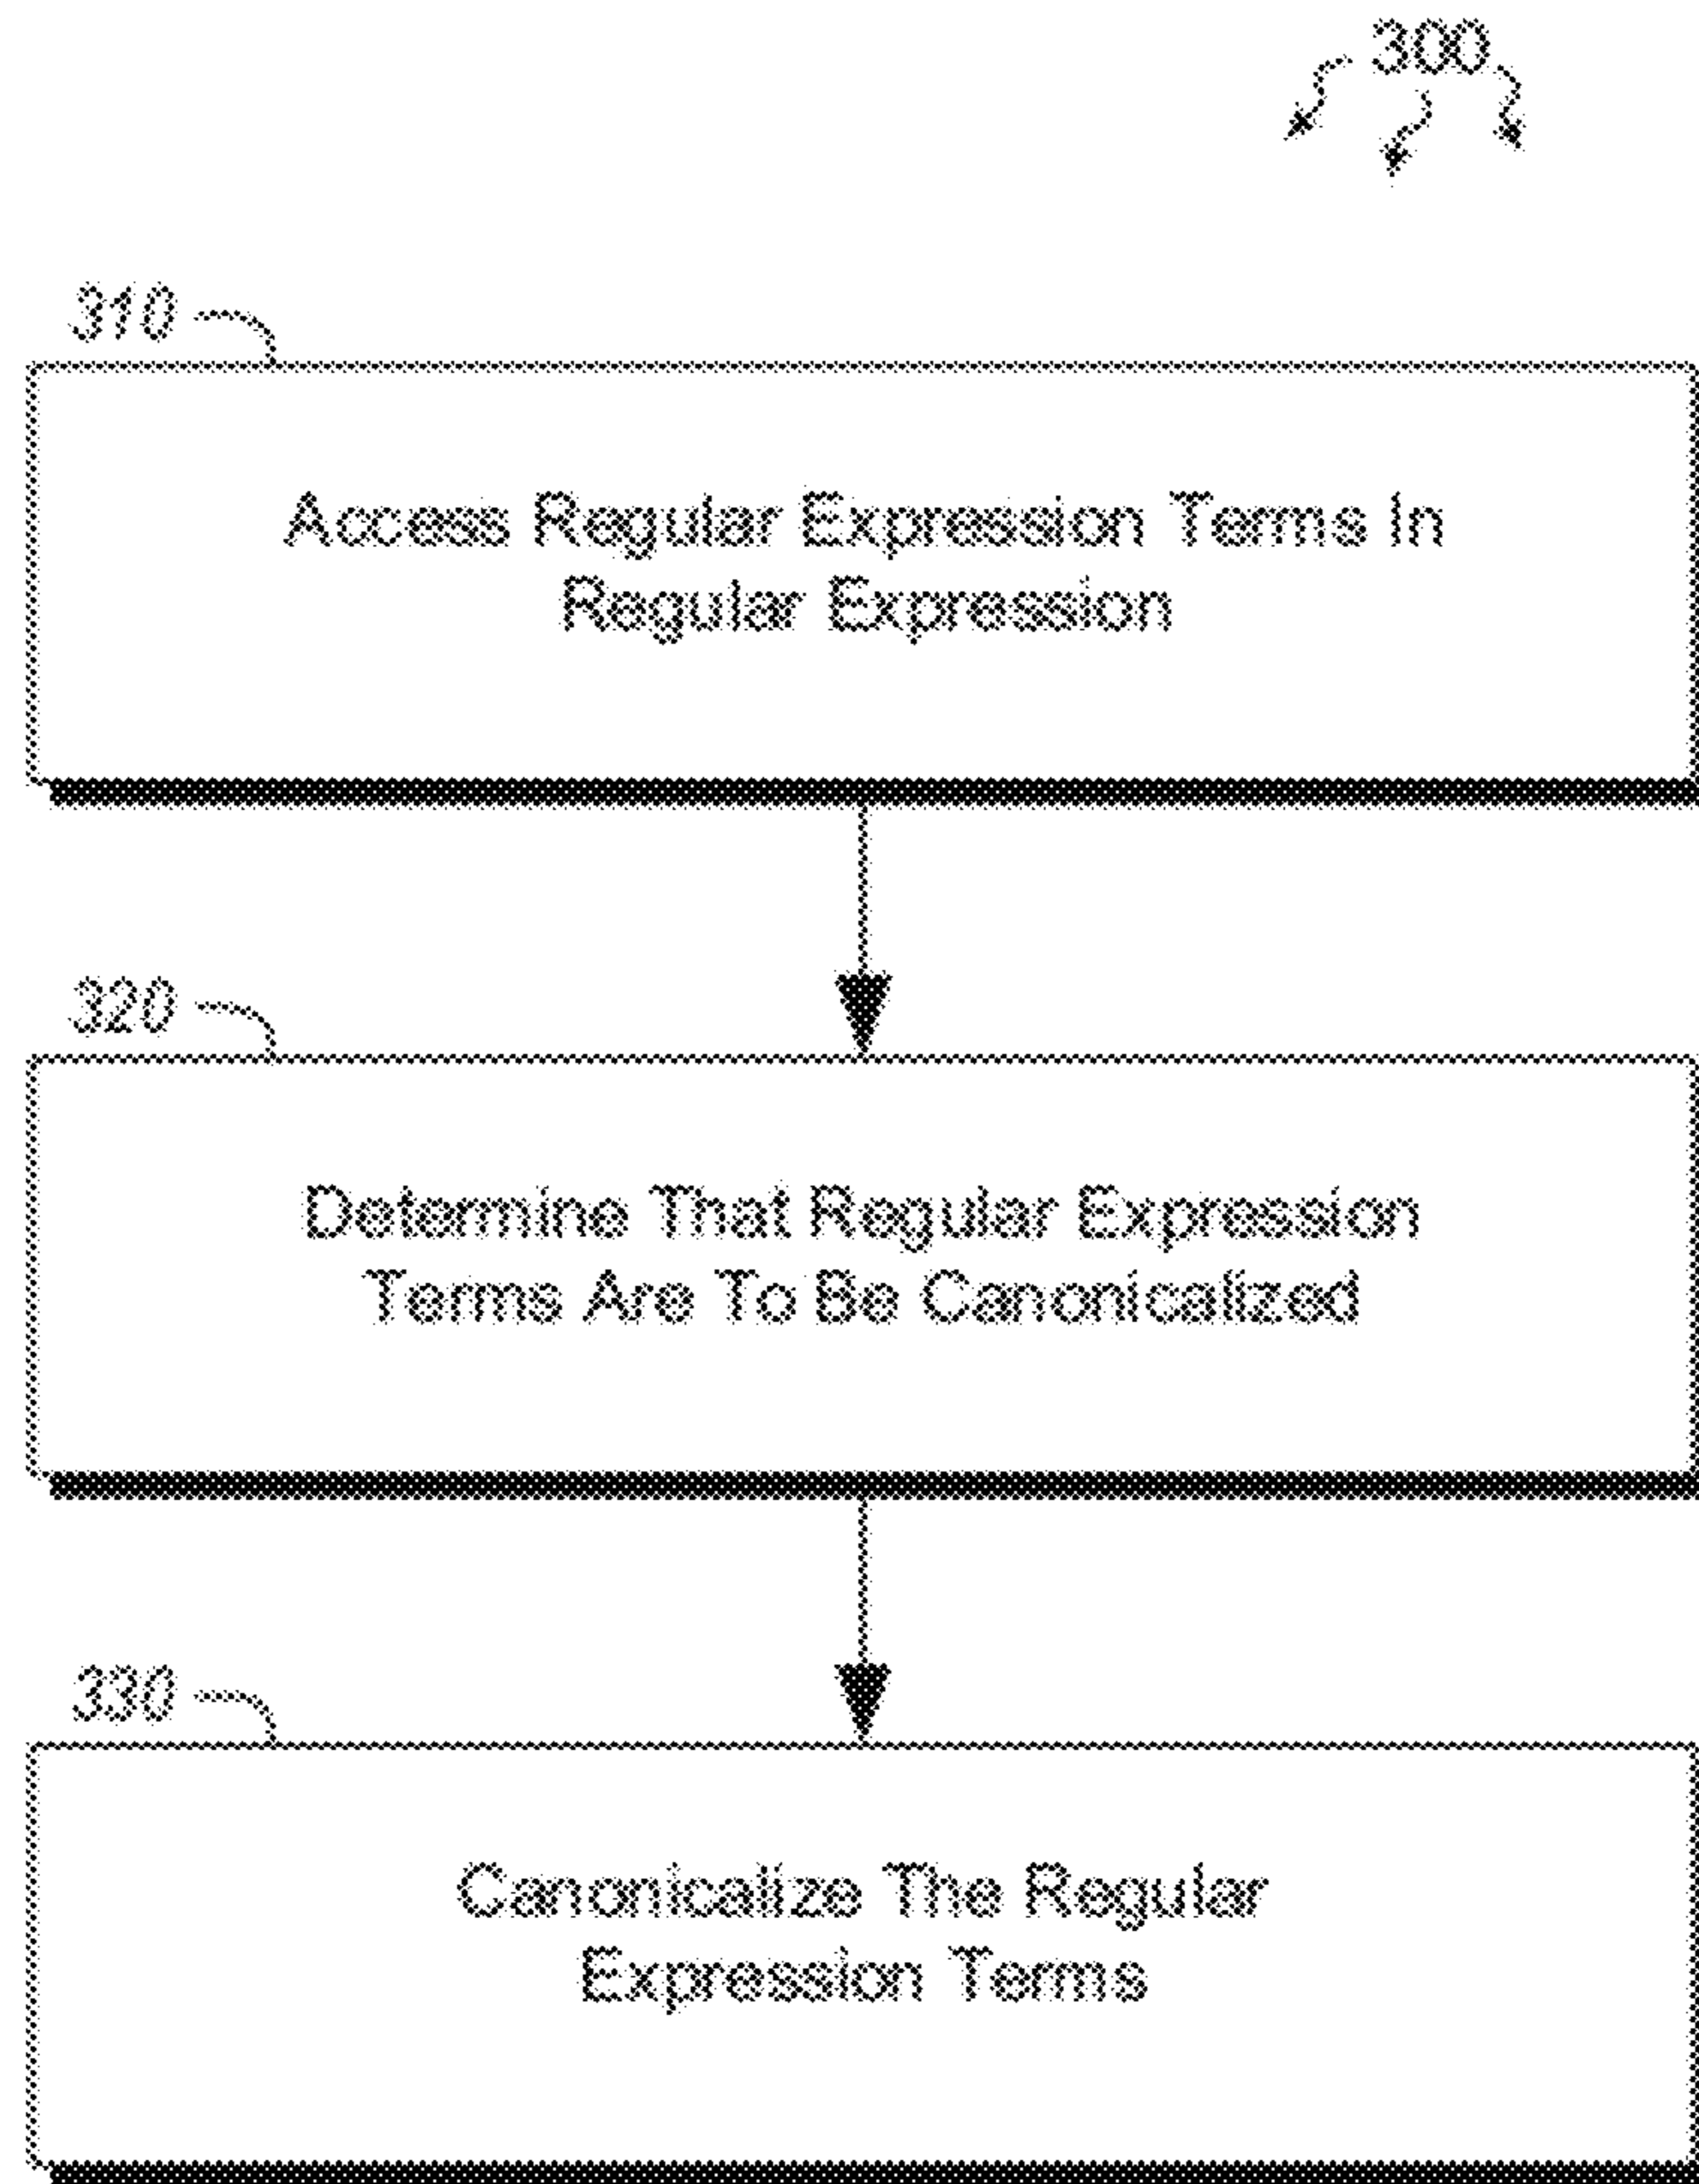 300
310
Access Regular Expression Terms In
Regular Expression
320
Determine That Regular Expression
Terms Are To Be Canonicalized
330
Canonicalize The Regular
Expression Terms